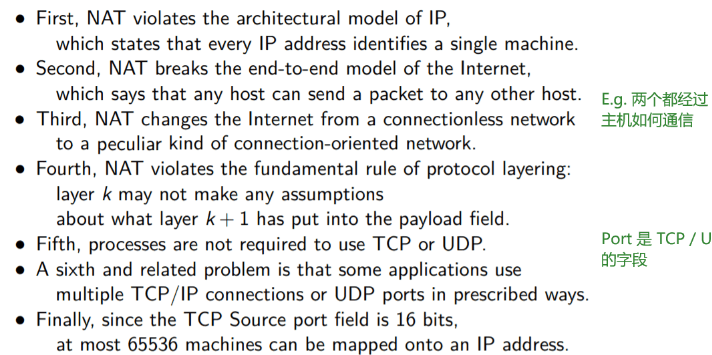 • First, NAT violates the architectural model of IP,
which states that every IP address identifies a single machine.
• Second, NAT breaks the end-to-end model of the Internet,
which says that any host can send a packet to any other host.
E.g. 两个都经过
主机如何通信
• Third, NAT changes the Internet from a connectionless network
to a peculiar kind of connection-oriented network.
• Fourth, NAT violates the fundamental rule of protocol layering:
layer k may not make any assumptions
about what layer k + 1 has put into the payload field.
• Fifth, processes are not required to use TCP or UDP.
Port 是 TCP / U
的字段
• A sixth and related problem is that some applications use
multiple TCP/IP connections or UDP ports in prescribed ways.
• Finally, since the TCP Source port field is 16 bits,
at most 65536 machines can be mapped onto an IP address.